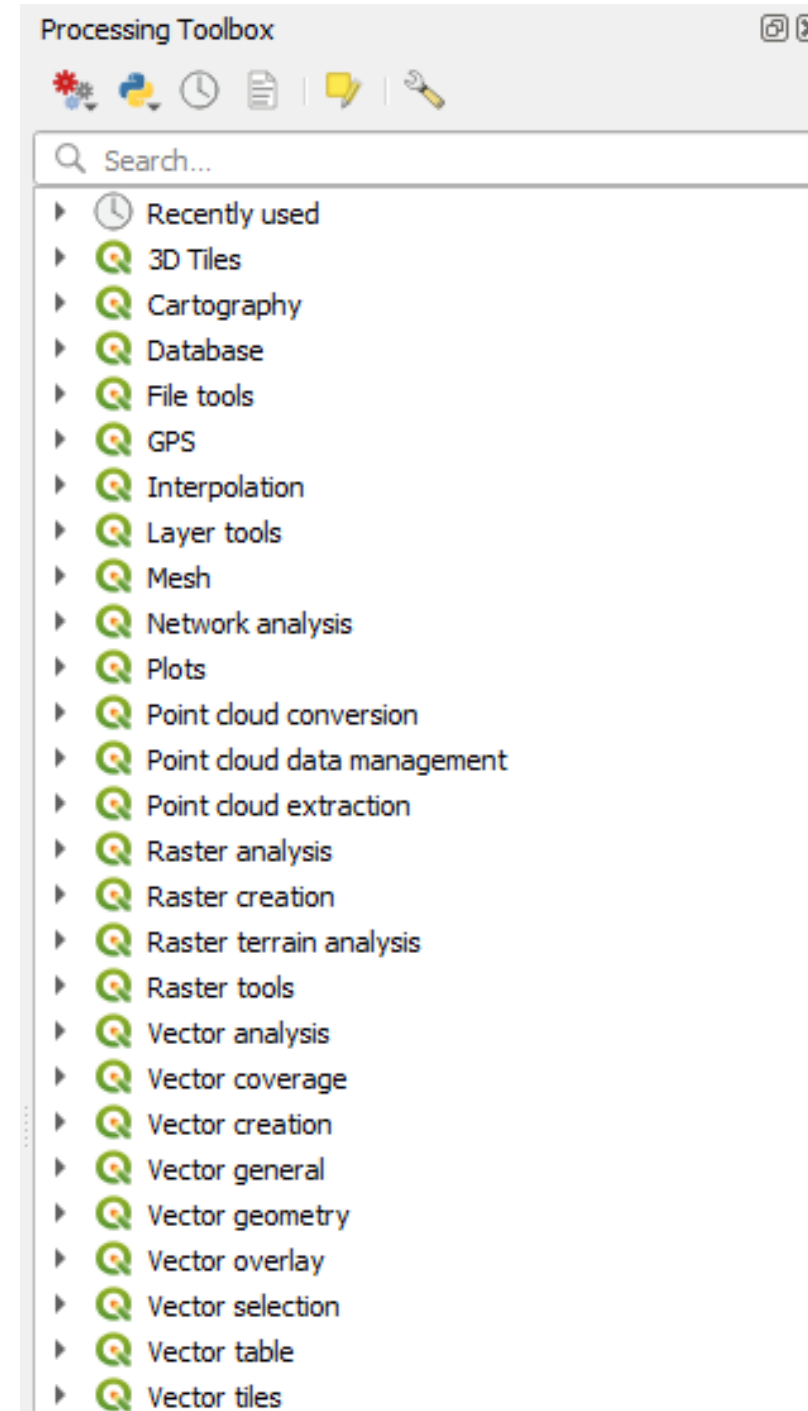 Processing Toolbox
Search...
Recently used
3D Tiles
Cartography
Database
File tools
GPS
Interpolation
Layer tools
Mesh
Network analysis
Plots
Point cloud conversion
Point cloud data management
Point cloud extraction
Raster analysis
Raster creation
Raster terrain analysis
Raster tools
Vector analysis
Vector coverage
Vector creation
Vector general
Vector geometry
Vector overlay
Vector selection
Vector table
Vector tiles